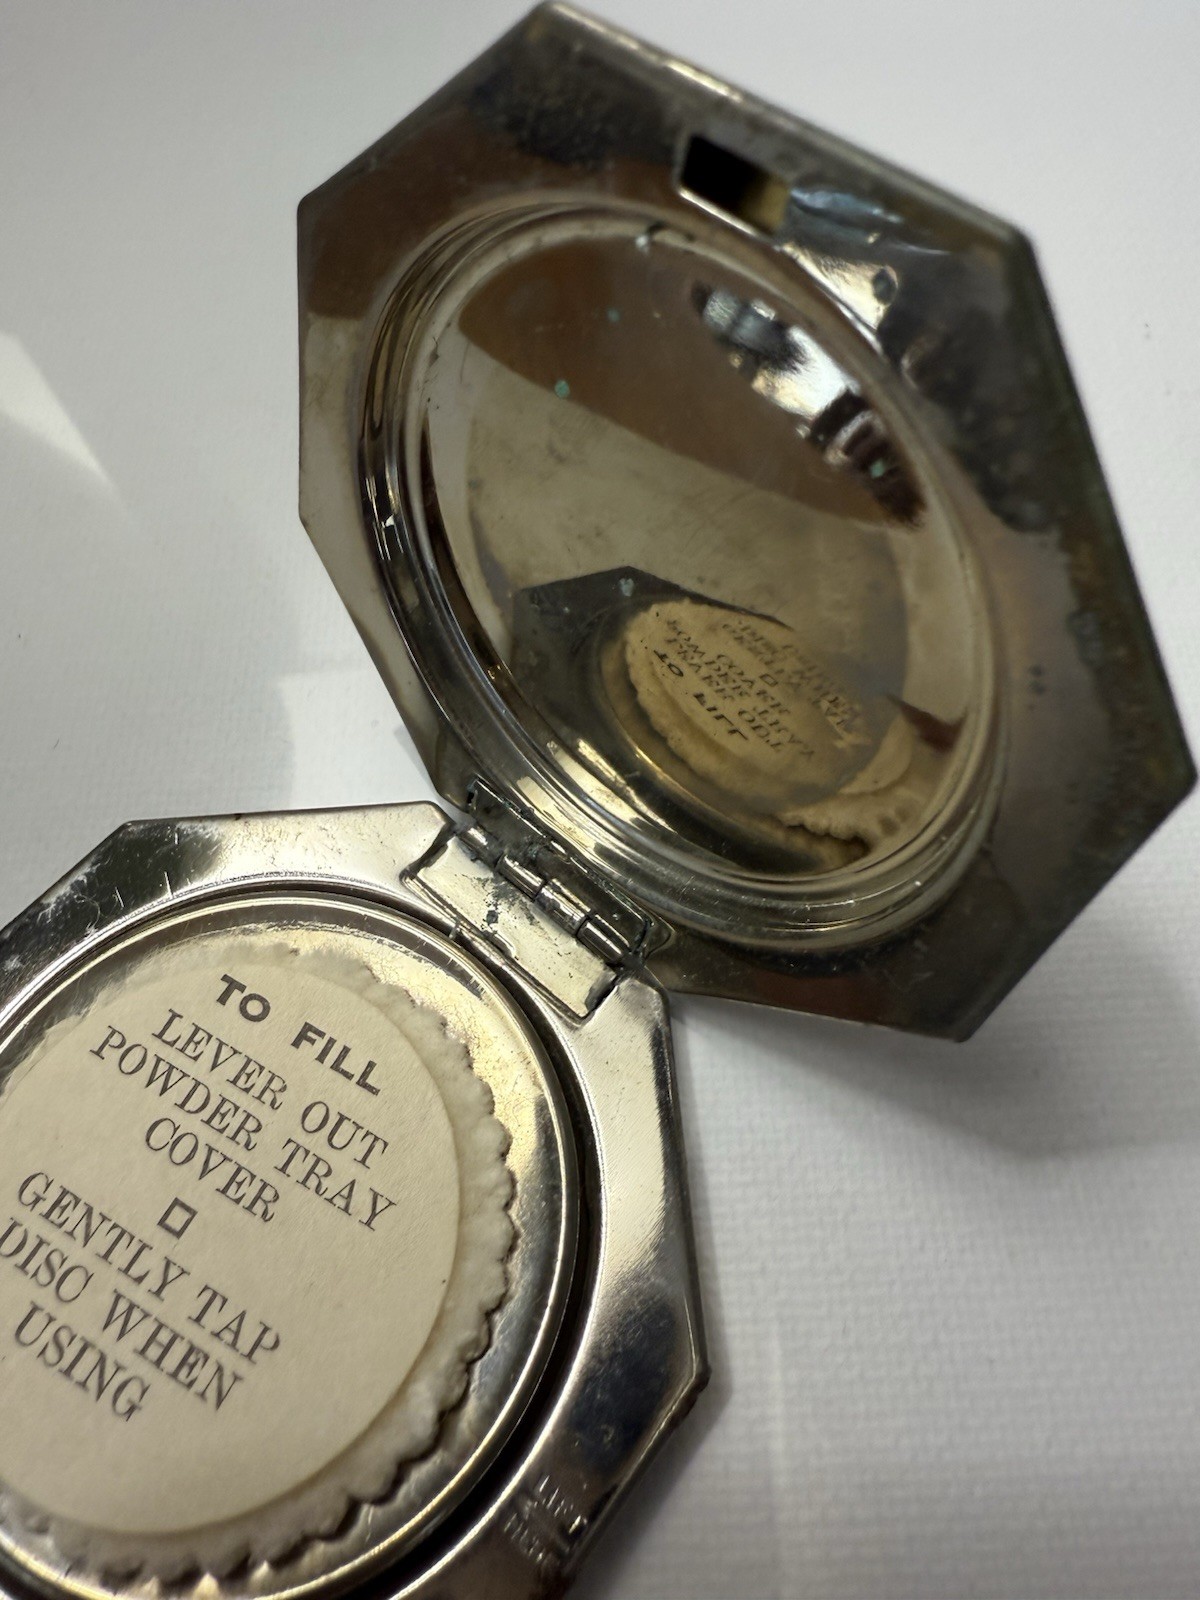 TO FILL
LEVER OUT
POWDER TRAY
COVER
GENTLY TAP
DISC WHEN
USING